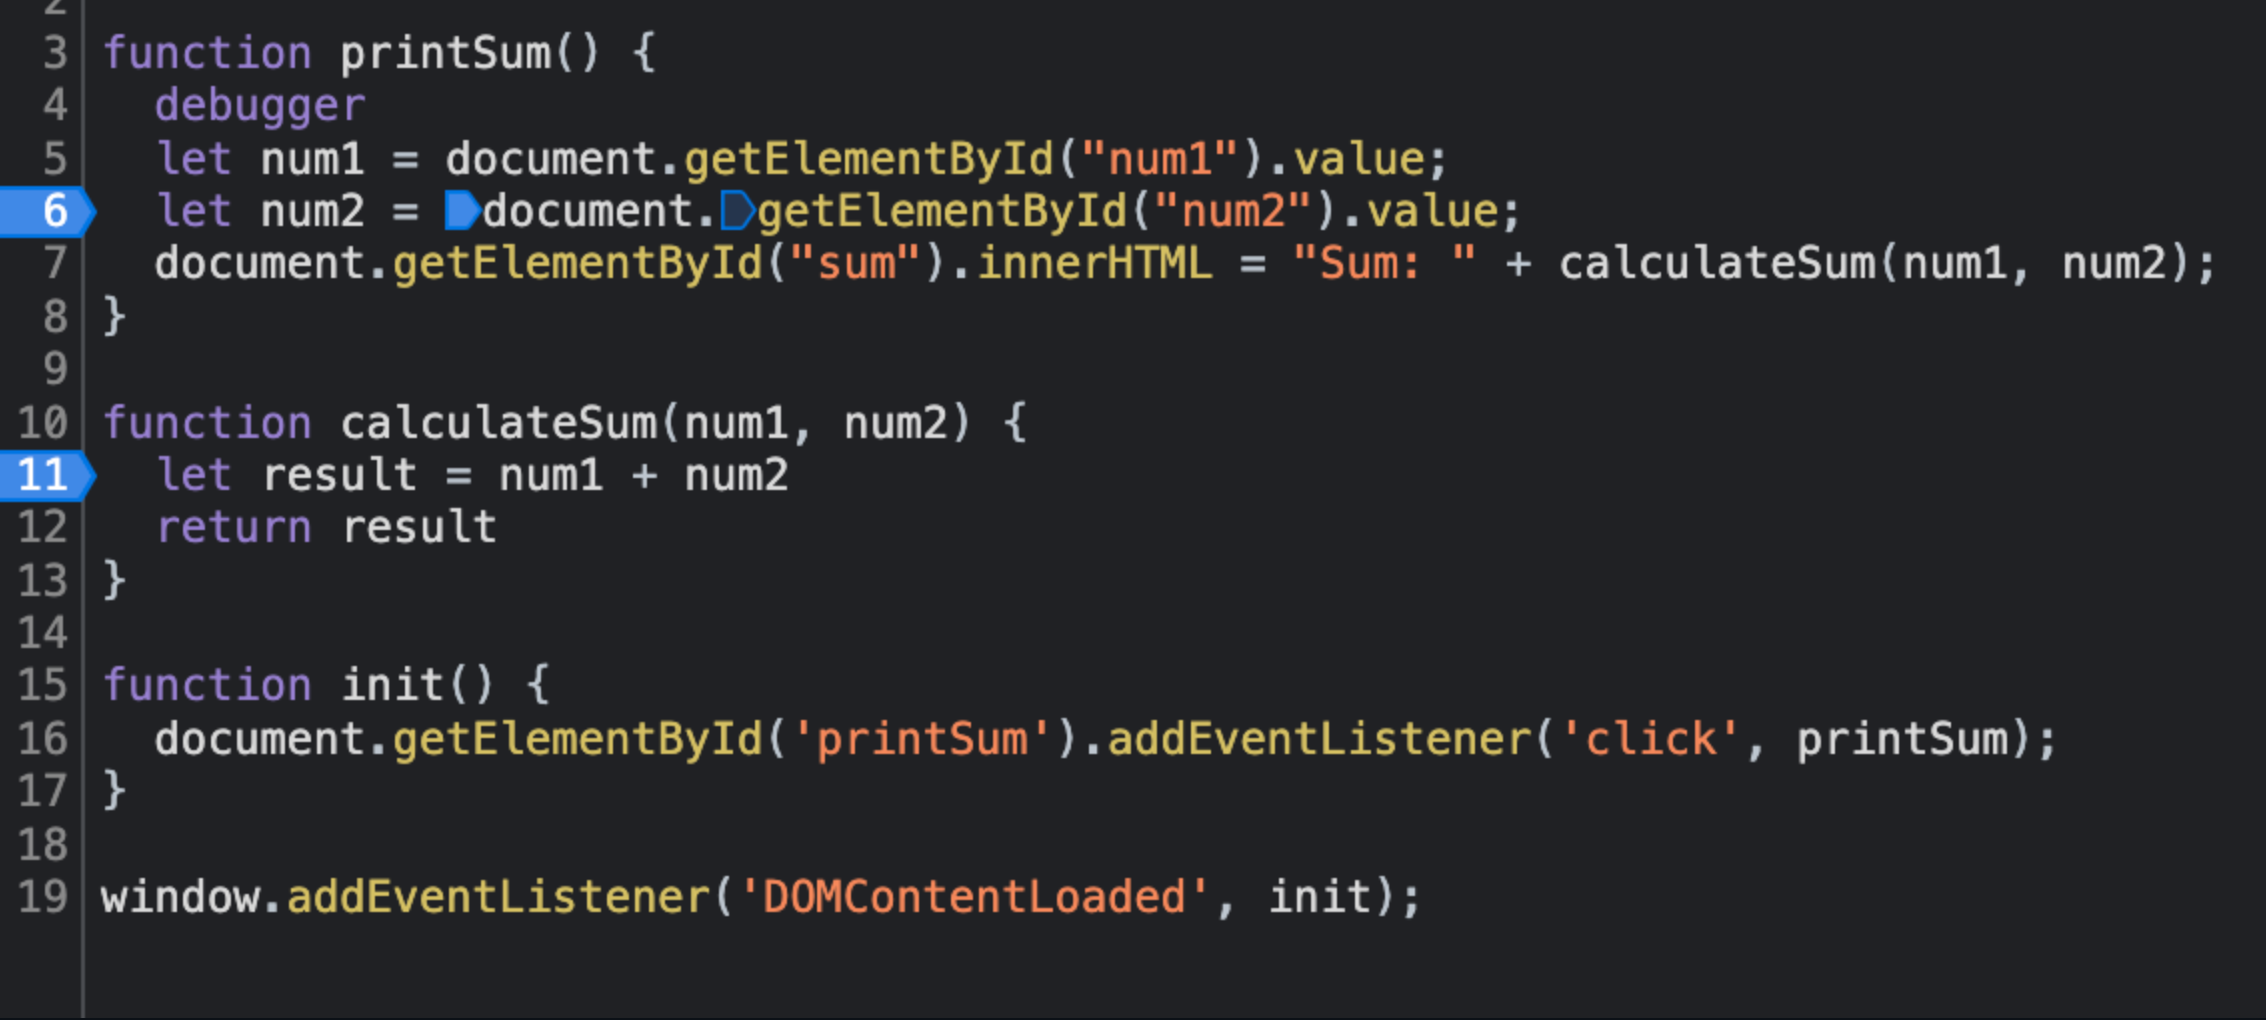 2
3 function printSum() {
4   debugger
5   let num1 = document.getElementById("num1").value;
6   let num2 = document.getElementById("num2").value;
7   document.getElementById("sum").innerHTML = "Sum: " + calculateSum(num1, num2);
8 }
9
10 function calculateSum(num1, num2) {
11   let result = num1 + num2
12   return result
13 }
14
15 function init() {
16   document.getElementById('printSum').addEventListener('click', printSum);
17 }
18
19 window.addEventListener('DOMContentLoaded', init);